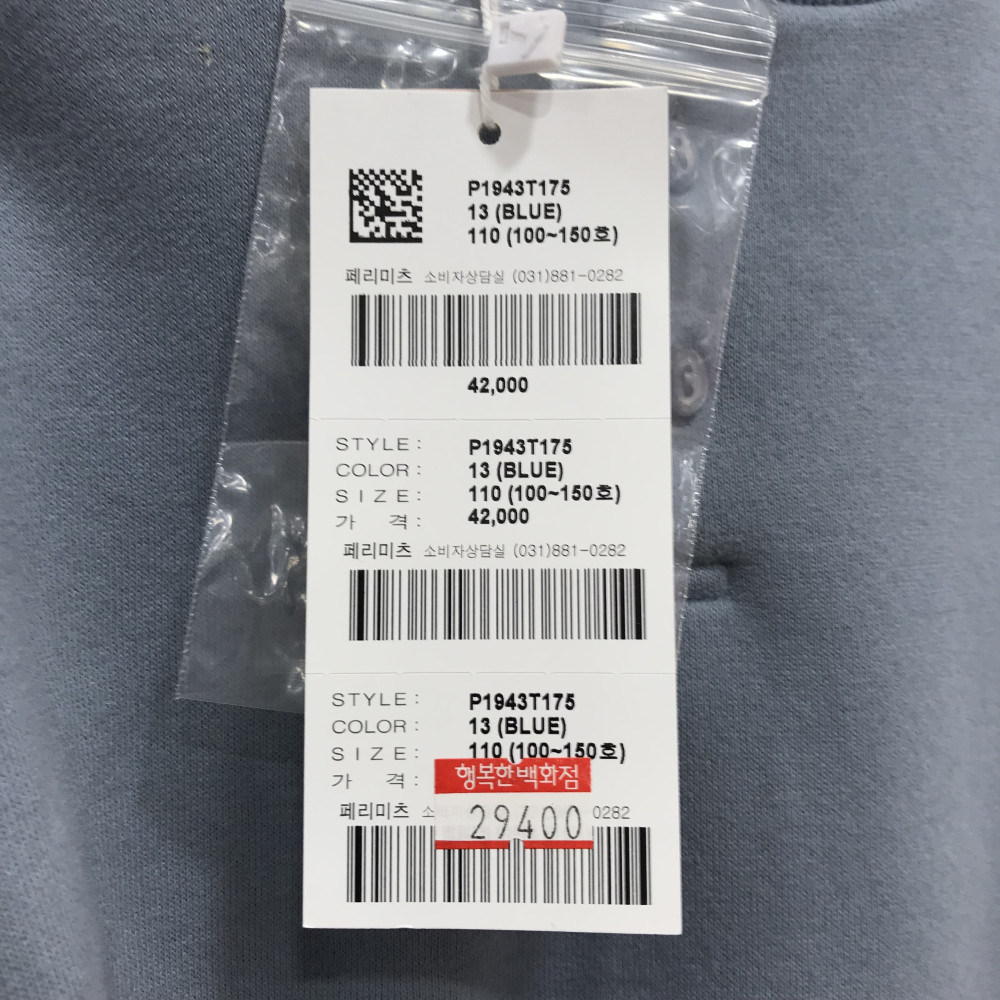 P1943T175
13 (BLUE)
110 (100~150호)
페리미츠 소비자상담실 (031)881-0282
42,000
STYLE : P1943T175
COLOR : 13 (BLUE)
SIZE : 110 (100~150호)
가 격 : 42,000
페리미츠 소비자상담실 (031)881-0282
STYLE : P1943T175
COLOR : 13 (BLUE)
SIZE : 110 (100~150호)
가 격 : 행복한백화점
페리미츠 소 0282
29400